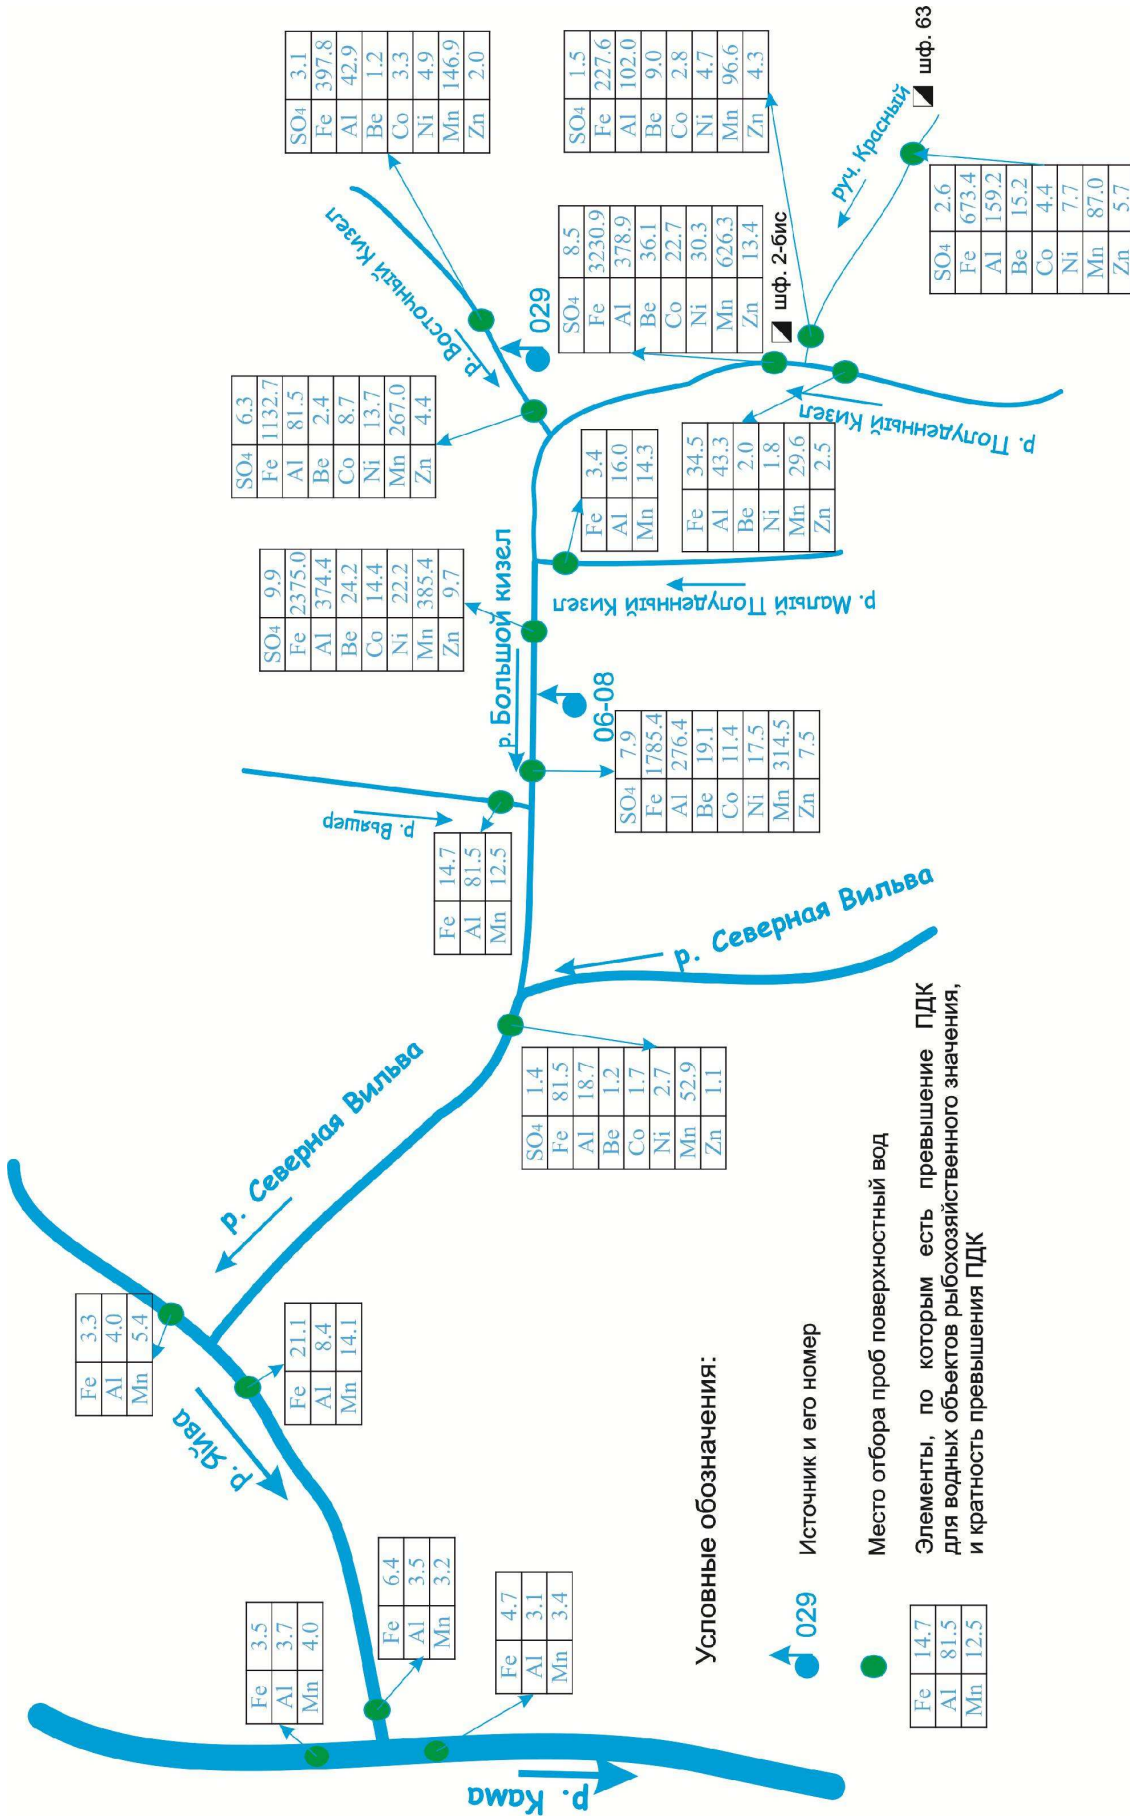 SO4 3.1
Fe 397.8
Al 42.9
Be 1.2
Co 3.3
Ni 4.9
Mn 146.9
Zn 2.0
SO4 1.5
Fe 227.6
Al 102.0
Be 9.0
Co 2.8
Ni 4.7
Mn 96.6
Zn 4.3
шф. 63
руч. Красный
SO4 2.6
Fe 673.4
Al 159.2
Be 15.2
Co 4.4
Ni 7.7
Mn 87.0
Zn 5.7
SO4 8.5
Fe 3230.9
Al 378.9
Be 36.1
Co 22.7
Ni 30.3
Mn 626.3
Zn 13.4
шф. 2-бис
р. Восточный Кизел
029
SO4 6.3
Fe 1132.7
Al 81.5
Be 2.4
Co 8.7
Ni 13.7
Mn 267.0
Zn 4.4
Fe 3.4
Al 16.0
Mn 14.3
Fe 34.5
Al 43.3
Be 2.0
Ni 1.8
Mn 29.6
Zn 2.5
р. Полуденный Кизел
SO4 9.9
Fe 2375.0
Al 374.4
Be 24.2
Co 14.4
Ni 22.2
Mn 385.4
Zn 9.7
р. Большой кизел
р. Малый Полуденный Кизел
06-08
SO4 7.9
Fe 1785.4
Al 276.4
Be 19.1
Co 11.4
Ni 17.5
Mn 314.5
Zn 7.5
р. Вьяшер
Fe 14.7
Al 81.5
Mn 12.5
р. Северная Вильва
SO4 1.4
Fe 81.5
Al 18.7
Be 1.2
Co 1.7
Ni 2.7
Mn 52.9
Zn 1.1
р. Северная Вильва
Fe 3.3
Al 4.0
Mn 5.4
Fe 21.1
Al 8.4
Mn 14.1
р. Яйва
Fe 3.5
Al 3.7
Mn 4.0
Fe 6.4
Al 3.5
Mn 3.2
Fe 4.7
Al 3.1
Mn 3.4
р. Кама
Условные обозначения:
029 Источник и его номер
Место отбора проб поверхностный вод
Fe 14.7
Al 81.5
Mn 12.5
Элементы, по которым есть превышение ПДК
для водных объектов рыбохозяйственного значения,
и кратность превышения ПДК